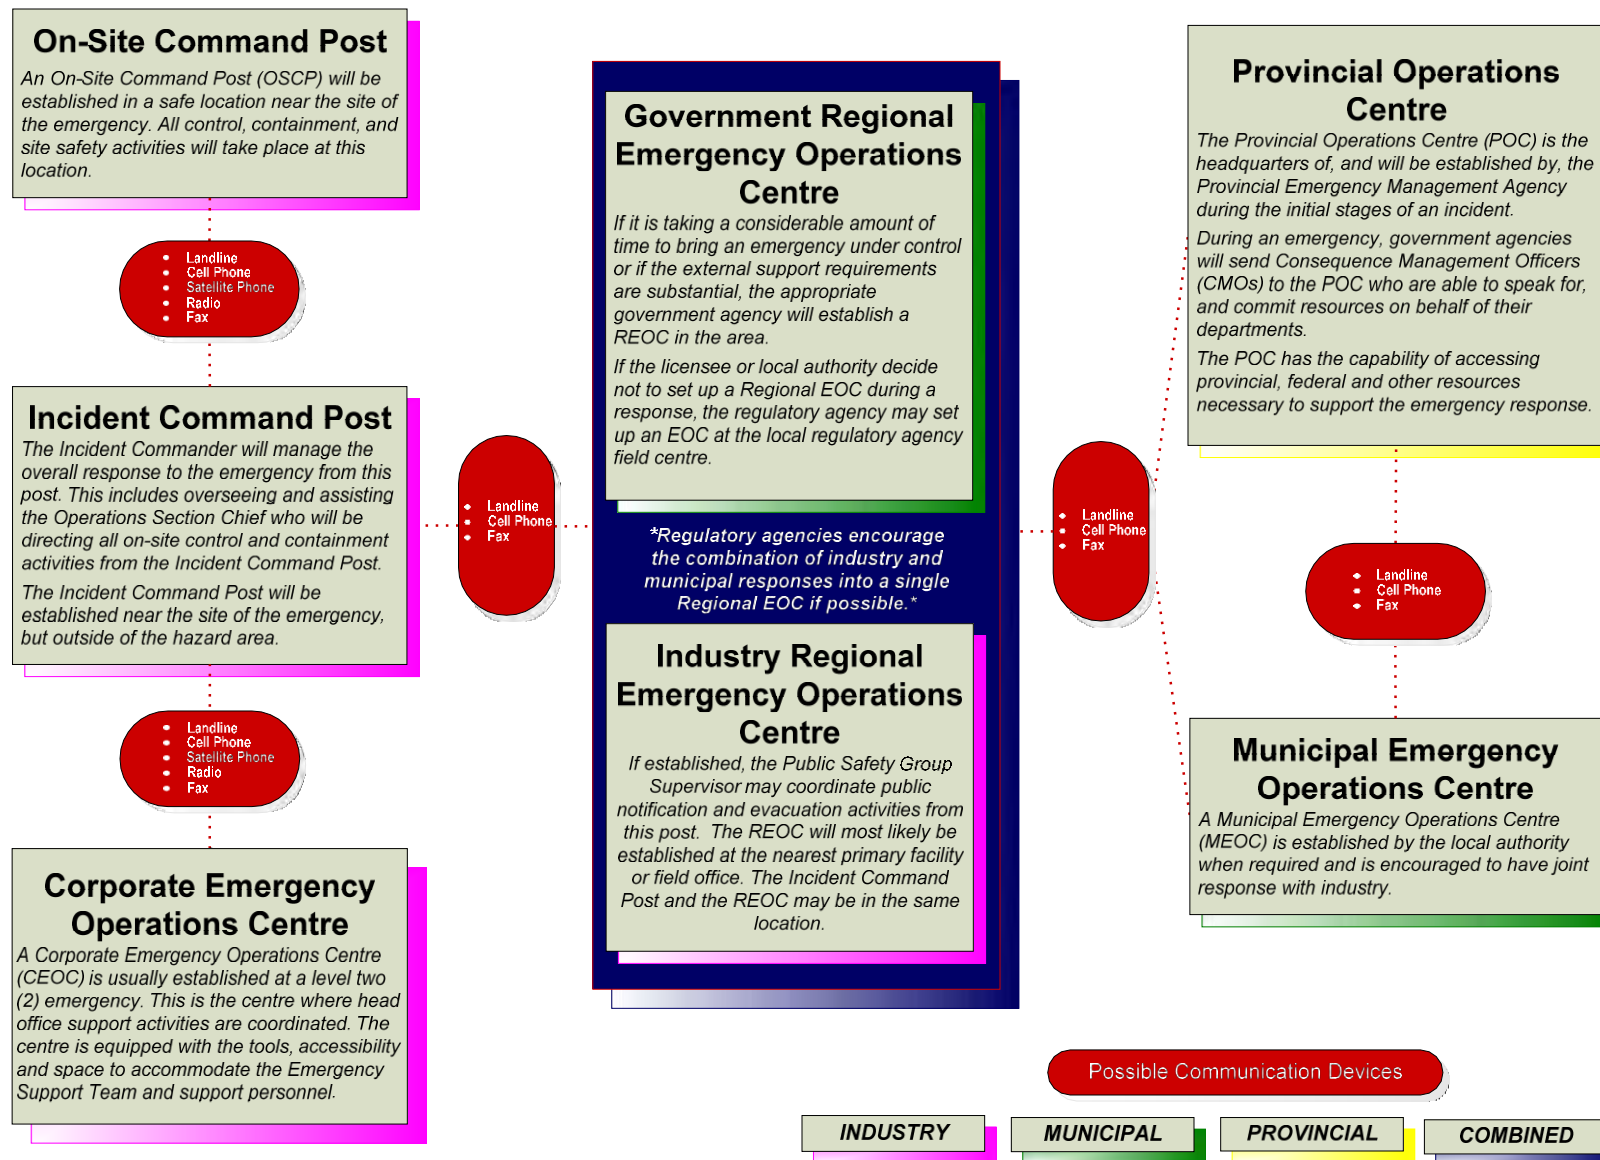 On-Site Command Post
An On-Site Command Post (OSCP) will be
established in a safe location near the site of
the emergency. All control, containment, and
site safety activities will take place at this
location.
• Landline
• Cell Phone
• Satellite Phone
• Radio
• Fax
Incident Command Post
The Incident Commander will manage the
overall response to the emergency from this
post. This includes overseeing and assisting
the Operations Section Chief who will be
directing all on-site control and containment
activities from the Incident Command Post.
The Incident Command Post will be
established near the site of the emergency,
but outside of the hazard area.
• Landline
• Cell Phone
• Satellite Phone
• Radio
• Fax
Corporate Emergency
Operations Centre
A Corporate Emergency Operations Centre
(CEOC) is usually established at a level two
(2) emergency. This is the centre where head
office support activities are coordinated. The
centre is equipped with the tools, accessibility
and space to accommodate the Emergency
Support Team and support personnel.
• Landline
• Cell Phone
• Fax
Government Regional
Emergency Operations
Centre
If it is taking a considerable amount of
time to bring an emergency under control
or if the external support requirements
are substantial, the appropriate
government agency will establish a
REOC in the area.
If the licensee or local authority decide
not to set up a Regional EOC during a
response, the regulatory agency may set
up an EOC at the local regulatory agency
field centre.
*Regulatory agencies encourage
the combination of industry and
municipal responses into a single
Regional EOC if possible.*
Industry Regional
Emergency Operations
Centre
If established, the Public Safety Group
Supervisor may coordinate public
notification and evacuation activities from
this post. The REOC will most likely be
established at the nearest primary facility
or field office. The Incident Command
Post and the REOC may be in the same
location.
• Landline
• Cell Phone
• Fax
Provincial Operations
Centre
The Provincial Operations Centre (POC) is the
headquarters of, and will be established by, the
Provincial Emergency Management Agency
during the initial stages of an incident.
During an emergency, government agencies
will send Consequence Management Officers
(CMOs) to the POC who are able to speak for,
and commit resources on behalf of their
departments.
The POC has the capability of accessing
provincial, federal and other resources
necessary to support the emergency response.
• Landline
• Cell Phone
• Fax
Municipal Emergency
Operations Centre
A Municipal Emergency Operations Centre
(MEOC) is established by the local authority
when required and is encouraged to have joint
response with industry.
Possible Communication Devices
INDUSTRY
MUNICIPAL
PROVINCIAL
COMBINED